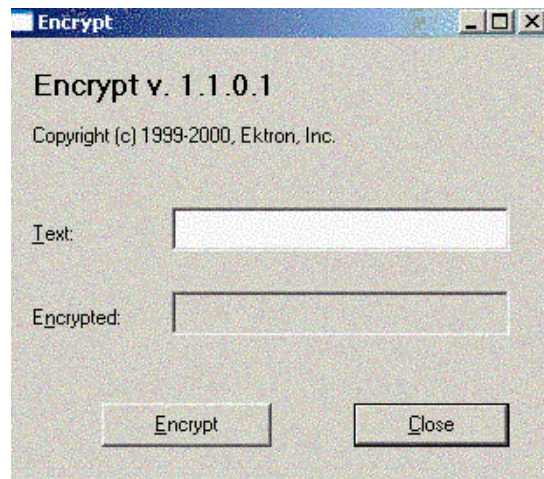 Encrypt
Encrypt v. 1.1.0.1
Copyright (c) 1999-2000, Ektron, Inc.
Text:
Encrypted:
Encrypt Close